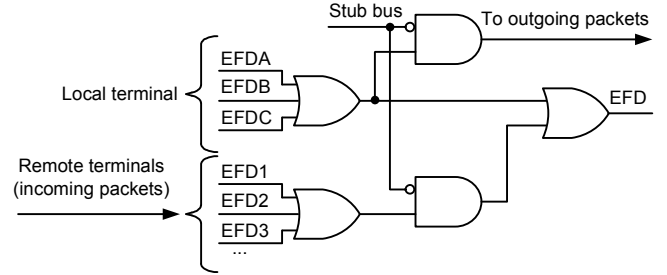 Stub bus
To outgoing packets
EFDA
EFDB
EFDC
Local terminal
EFD
Remote terminals
(incoming packets)
EFD1
EFD2
EFD3
...